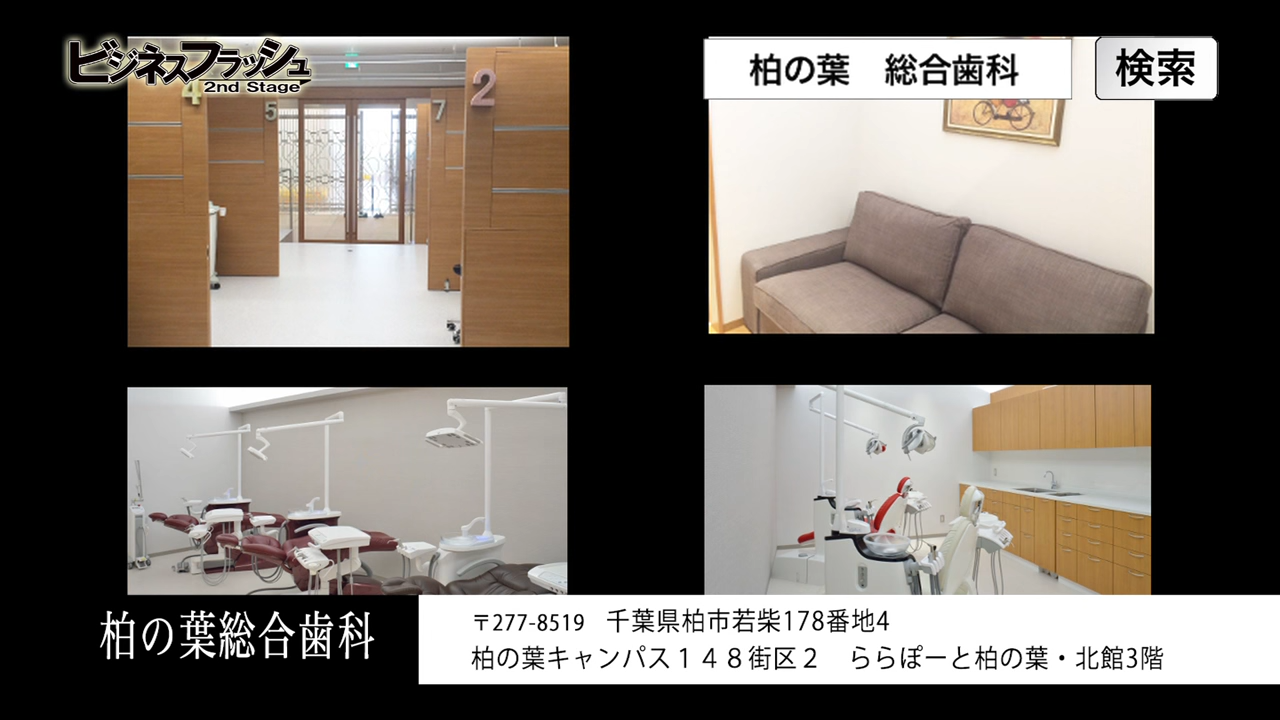 ビジネスフラッシュ
2nd Stage
柏の葉　総合歯科
検索
4
5
7
2
柏の葉総合歯科
〒277-8519　千葉県柏市若柴178番地4
柏の葉キャンパス１４８街区２　ららぽーと柏の葉・北館3階